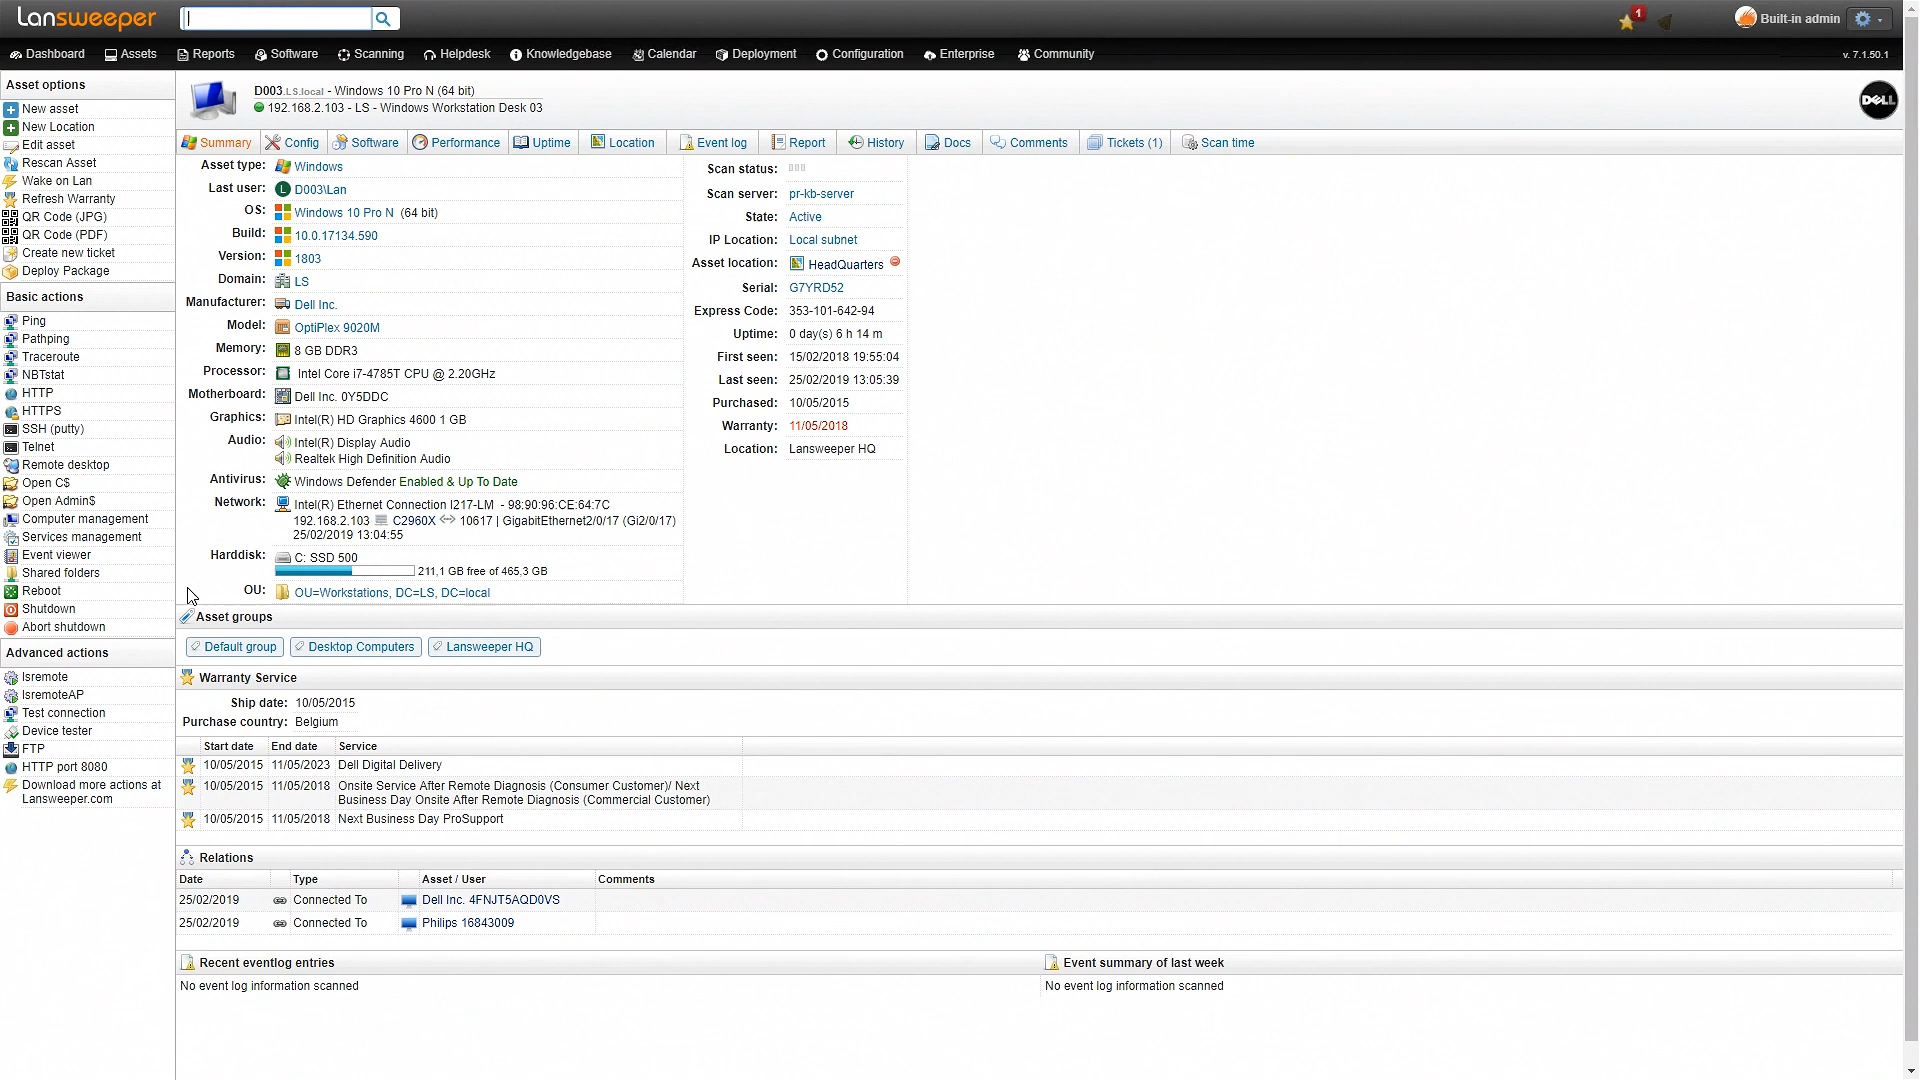 Lansweeper
1
Built-in admin
Dashboard Assets Reports Software Scanning Helpdesk Knowledgebase Calendar Deployment Configuration Enterprise Community
v. 7.1.50.1
Asset options
New asset
New Location
Edit asset
Rescan Asset
Wake on Lan
Refresh Warranty
QR Code (JPG)
QR Code (PDF)
Create new ticket
Deploy Package
Basic actions
Ping
Pathping
Traceroute
NBTstat
HTTP
HTTPS
SSH (putty)
Telnet
Remote desktop
Open C$
Open Admin$
Computer management
Services management
Event viewer
Shared folders
Reboot
Shutdown
Abort shutdown
Advanced actions
lsremote
lsremoteAP
Test connection
Device tester
FTP
HTTP port 8080
Download more actions at
Lansweeper.com
D003.LS.local - Windows 10 Pro N (64 bit)
192.168.2.103 - LS - Windows Workstation Desk 03
DELL
Summary Config Software Performance Uptime Location Event log Report History Docs Comments Tickets (1) Scan time
Asset type: Windows
Last user: L D003\Lan
OS: Windows 10 Pro N (64 bit)
Build: 10.0.17134.590
Version: 1803
Domain: LS
Manufacturer: Dell Inc.
Model: OptiPlex 9020M
Memory: 8 GB DDR3
Processor: Intel Core i7-4785T CPU @ 2.20GHz
Motherboard: Dell Inc. 0Y5DDC
Graphics: Intel(R) HD Graphics 4600 1 GB
Audio: Intel(R) Display Audio
Realtek High Definition Audio
Antivirus: Windows Defender Enabled & Up To Date
Network: Intel(R) Ethernet Connection I217-LM - 98:90:96:CE:64:7C
192.168.2.103 C2960X 10617 | GigabitEthernet2/0/17 (Gi2/0/17)
25/02/2019 13:04:55
Harddisk: C: SSD 500
211,1 GB free of 465,3 GB
OU: OU=Workstations, DC=LS, DC=local
Scan status:
Scan server: pr-kb-server
State: Active
IP Location: Local subnet
Asset location: HeadQuarters
Serial: G7YRD52
Express Code: 353-101-642-94
Uptime: 0 day(s) 6 h 14 m
First seen: 15/02/2018 19:55:04
Last seen: 25/02/2019 13:05:39
Purchased: 10/05/2015
Warranty: 11/05/2018
Location: Lansweeper HQ
Asset groups
Default group Desktop Computers Lansweeper HQ
Warranty Service
Ship date: 10/05/2015
Purchase country: Belgium
Start date End date Service
10/05/2015 11/05/2023 Dell Digital Delivery
10/05/2015 11/05/2018 Onsite Service After Remote Diagnosis (Consumer Customer)/ Next
Business Day Onsite After Remote Diagnosis (Commercial Customer)
10/05/2015 11/05/2018 Next Business Day ProSupport
Relations
Date Type Asset / User Comments
25/02/2019 Connected To Dell Inc. 4FNJT5AQD0VS
25/02/2019 Connected To Philips 16843009
Recent eventlog entries
No event log information scanned
Event summary of last week
No event log information scanned